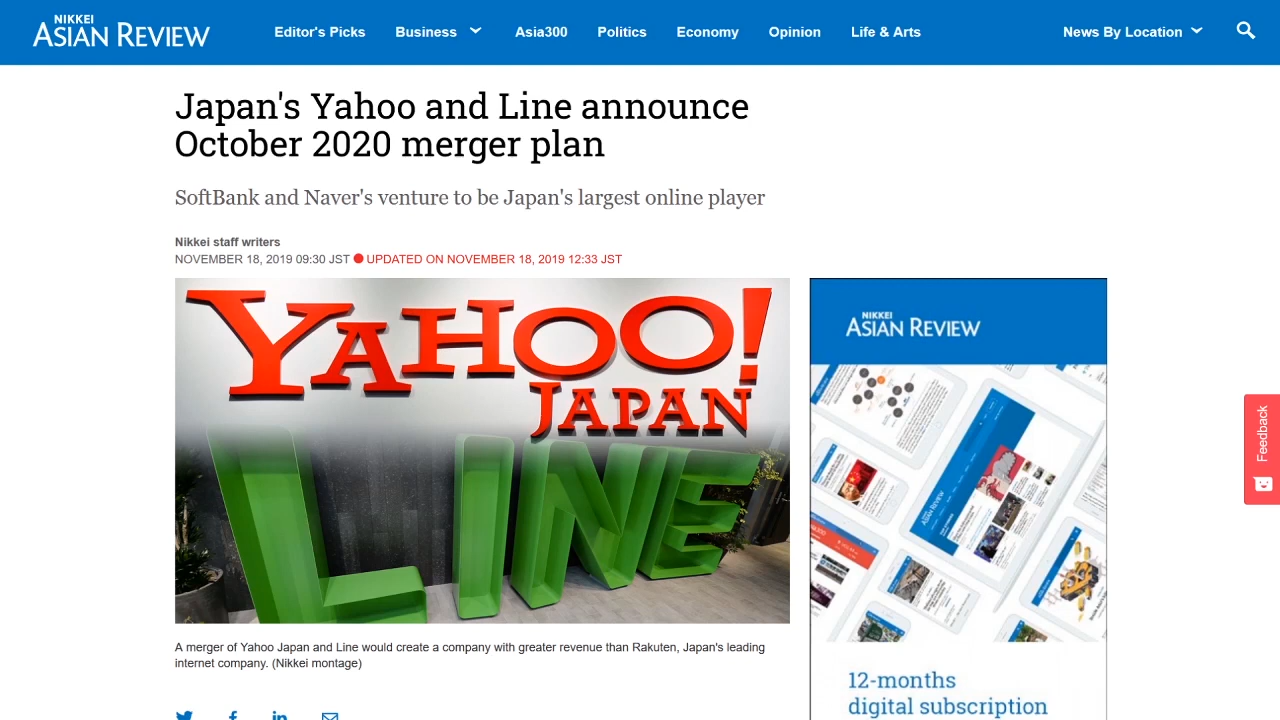 NIKKEI
ASIAN REVIEW
Editor's Picks
Business
Asia300
Politics
Economy
Opinion
Life & Arts
News By Location
Japan's Yahoo and Line announce
October 2020 merger plan
SoftBank and Naver's venture to be Japan's largest online player
Nikkei staff writers
NOVEMBER 18, 2019 09:30 JST
UPDATED ON NOVEMBER 18, 2019 12:33 JST
YAHOO!
JAPAN
LINE
NIKKEI
ASIAN REVIEW
Feedback
A merger of Yahoo Japan and Line would create a company with greater revenue than Rakuten, Japan's leading
internet company. (Nikkei montage)
12-months
digital subscription